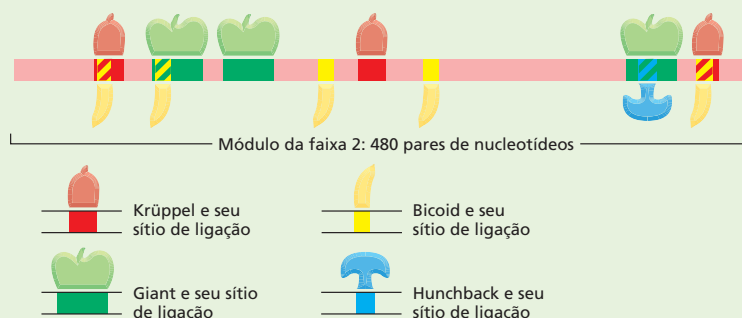 Módulo da faixa 2: 480 pares de nucleotídeos
Krüppel e seu
sítio de ligação
Bicoid e seu
sítio de ligação
Giant e seu sítio
de ligação
Hunchback e seu
sítio de ligação